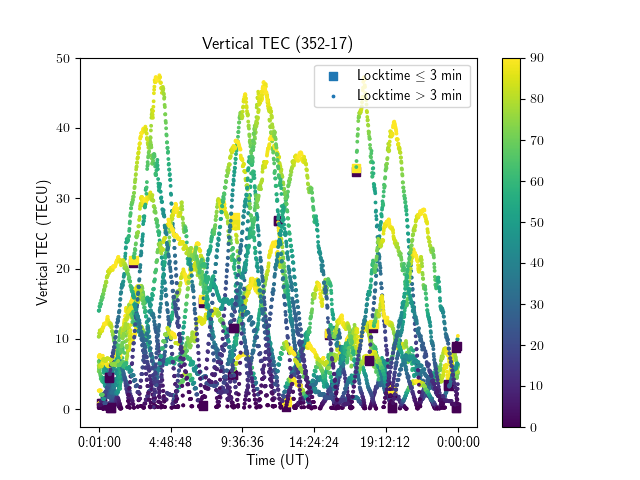 Vertical TEC (352-17)
Locktime ≤ 3 min
Locktime > 3 min
Vertical TEC (TECU)
50
40
30
20
10
0
0:01:00 4:48:48 9:36:36 14:24:24 19:12:12 0:00:00
Time (UT)
90
80
70
60
50
40
30
20
10
0